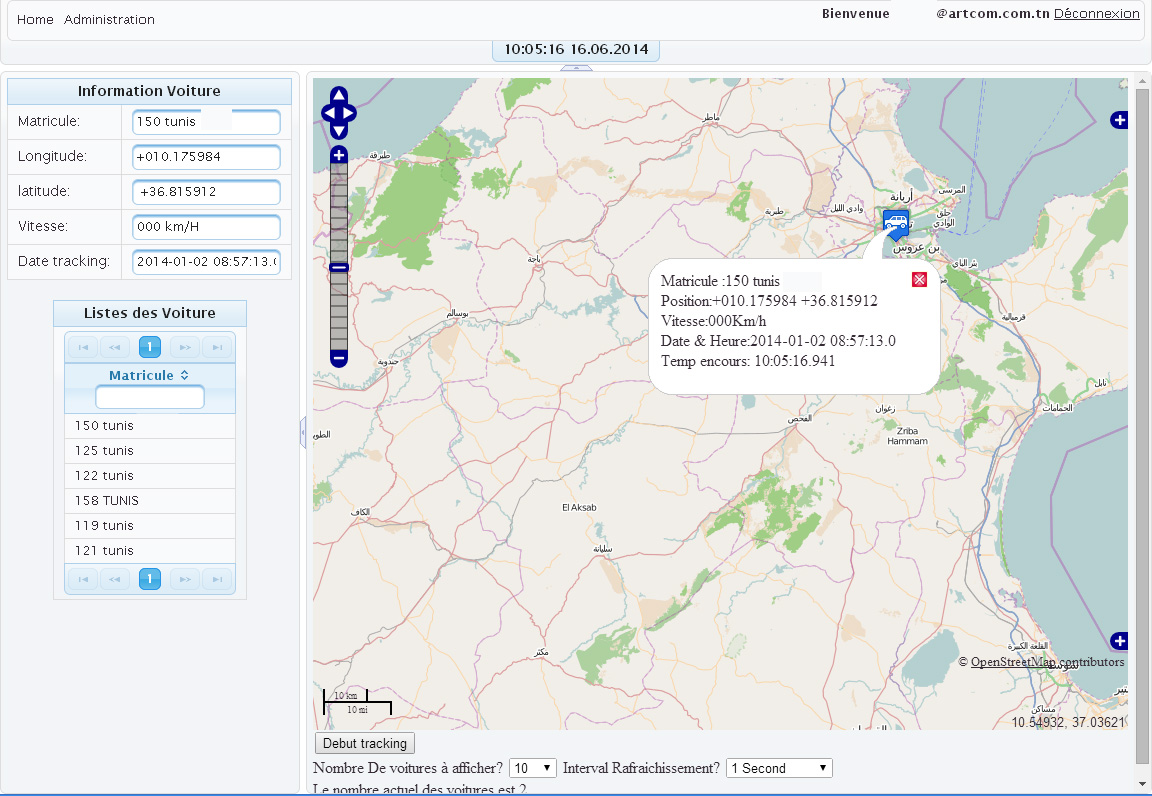 Home Administration
Bienvenue @artcom.com.tn Déconnexion
10:05:16 16.06.2014
Information Voiture
Matricule: 150 tunis
Longitude: +010.175984
latitude: +36.815912
Vitesse: 000 km/H
Date tracking: 2014-01-02 08:57:13.0
Listes des Voiture
1
Matricule
150 tunis
125 tunis
122 tunis
158 TUNIS
119 tunis
121 tunis
1
ماطر
طبرقة
المرسى
أريانة
وادي الليل
طبربة
حلق الوادي
بن عروس
باجة
بئر الباي
Matricule :150 tunis
Position:+010.175984 +36.815912
Vitesse:000Km/h
Date & Heure:2014-01-02 08:57:13.0
Temp encours: 10:05:16.941
بوسالم
قرمبالية
جندوبة
نابل
الحمامات
زغوان
الفحص
Zriba Hammam
El Aksab
الكاف
سليانة
مكثر
القلعة الكبيرة
سوسة
© OpenStreetMap contributors
مساكن
10 km
10 mi
10.54932, 37.03621
Debut tracking
Nombre De voitures à afficher? 10 Interval Rafraichissement? 1 Second
Le nombre actuel des voitures est 2